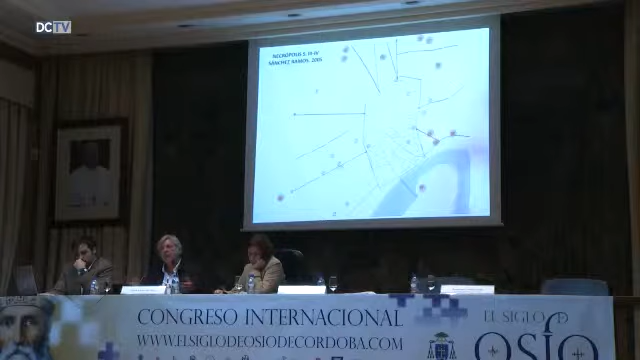 DCTV
NECRÓPOLIS S. III-IV
SÁNCHEZ RAMOS, 2005
CONGRESO INTERNACIONAL
WWW.ELSIGLODEOSIODECORDOBA.COM
EL SIGLO D
OSIO